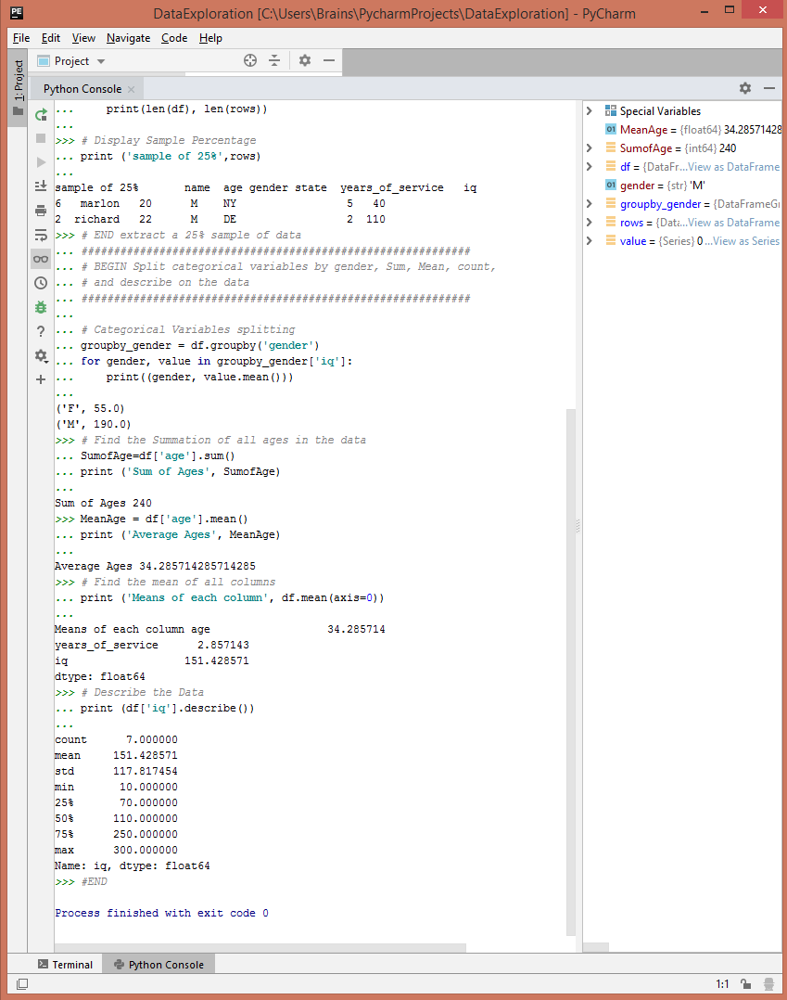 PE DataExploration [C:\Users\Brains\PycharmProjects\DataExploration] - PyCharm
File Edit View Navigate Code Help
Project
1: Project
Python Console
...     print(len(df), len(rows))
...
>>> # Display Sample Percentage
... print ('sample of 25%',rows)
...
sample of 25%       name  age gender state  years_of_service   iq
6   marlon   20      M    NY                 5   40
2  richard   22      M    DE                 2  110
>>> # END extract a 25% sample of data
... ############################################################
... # BEGIN Split categorical variables by gender, Sum, Mean, count,
... # and describe on the data
... ############################################################
...
... # Categorical Variables splitting
... groupby_gender = df.groupby('gender')
... for gender, value in groupby_gender['iq']:
...     print((gender, value.mean()))
...
('F', 55.0)
('M', 190.0)
>>> # Find the Summation of all ages in the data
... SumofAge=df['age'].sum()
... print ('Sum of Ages', SumofAge)
...
Sum of Ages 240
>>> MeanAge = df['age'].mean()
... print ('Average Ages', MeanAge)
...
Average Ages 34.285714285714285
>>> # Find the mean of all columns
... print ('Means of each column', df.mean(axis=0))
...
Means of each column age                  34.285714
years_of_service      2.857143
iq                  151.428571
dtype: float64
>>> # Describe the Data
... print (df['iq'].describe())
...
count      7.000000
mean     151.428571
std      117.817454
min       10.000000
25%       70.000000
50%      110.000000
75%      250.000000
max      300.000000
Name: iq, dtype: float64
>>> #END
Process finished with exit code 0
Special Variables
01 MeanAge = {float64} 34.28571428
SumofAge = {int64} 240
df = {DataFr...View as DataFrame
01 gender = {str} 'M'
groupby_gender = {DataFrameGr
rows = {Dat...View as DataFrame
value = {Series} 0 ...View as Series
Terminal
Python Console
1:1